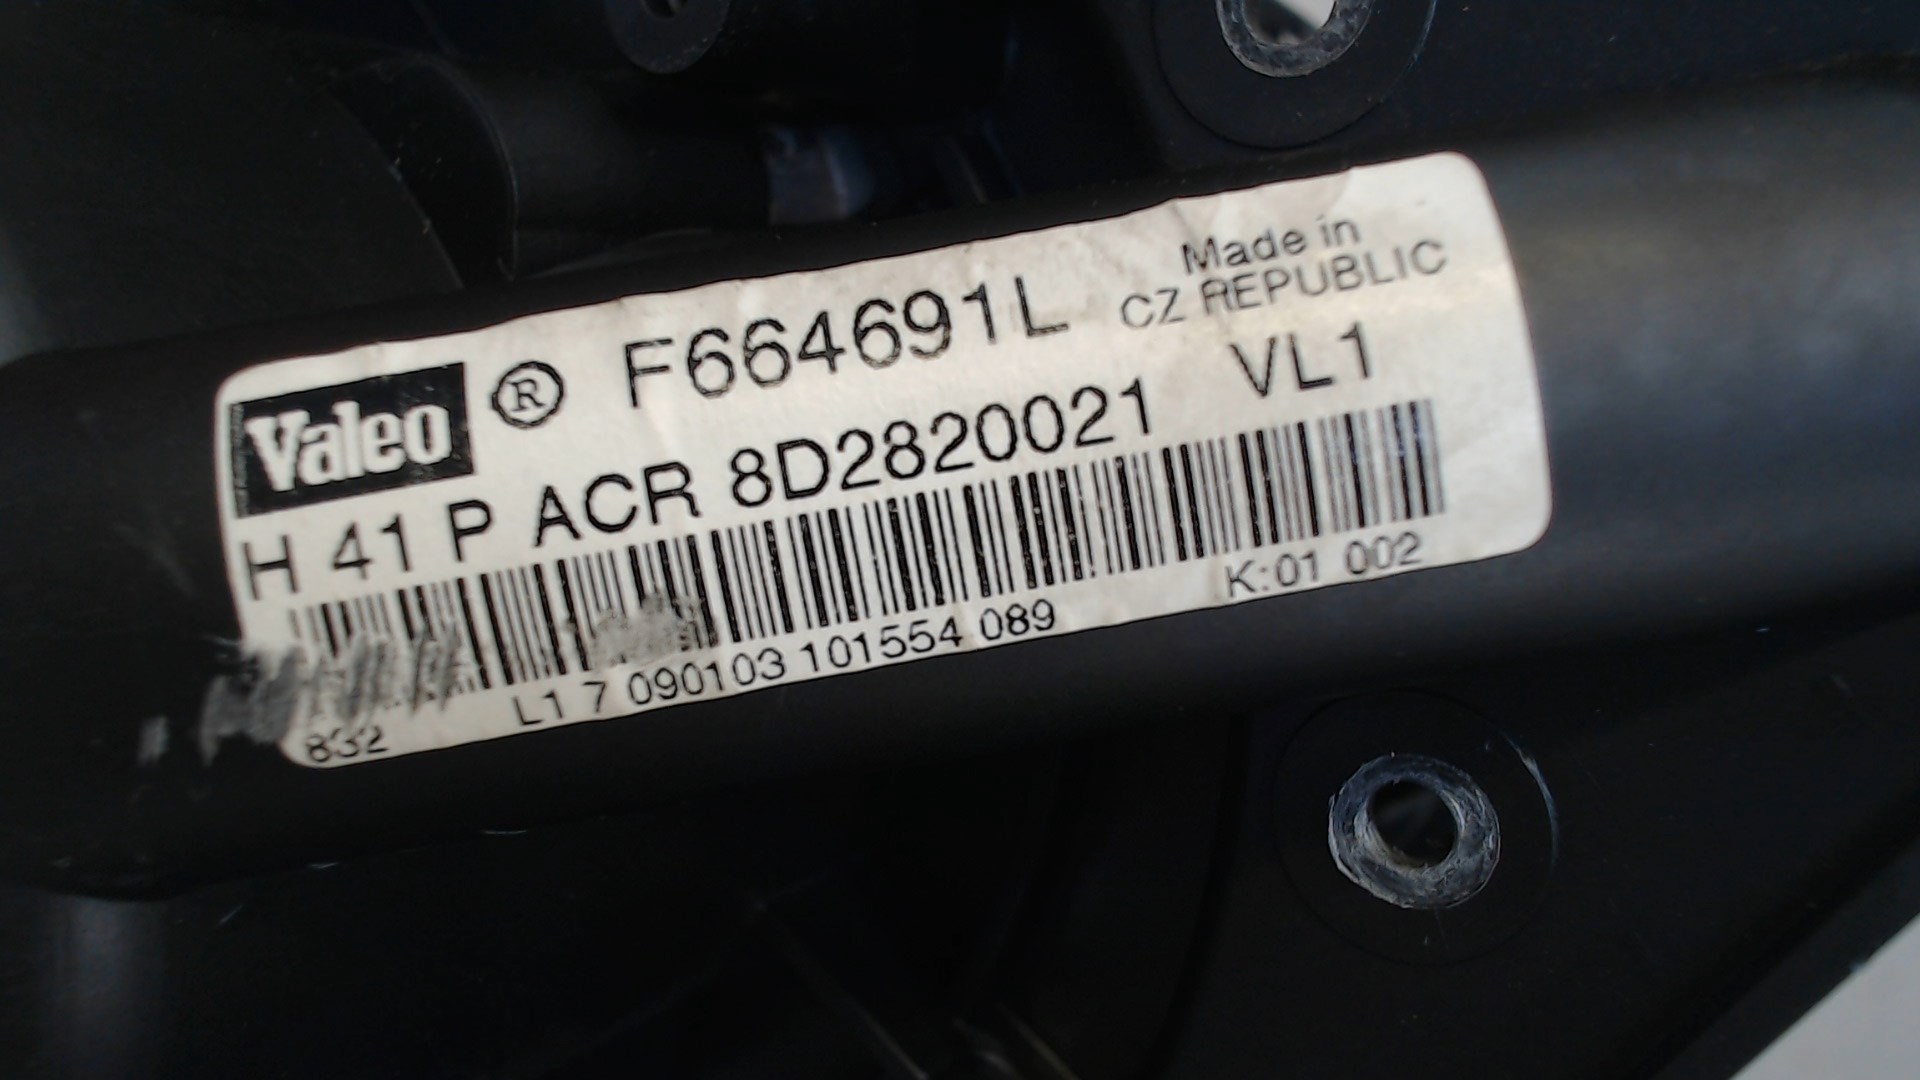 Valeo ® F664691L Made in
CZ REPUBLIC
H 41 P ACR 8D2820021 VL1
K:01 002
L1 7 090103 101554 089
832